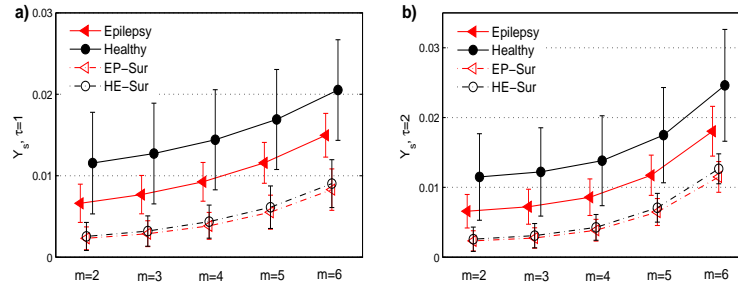 a)
Epilepsy
Healthy
EP-Sur
HE-Sur
0.03
0.02
0.01
0
Y_s, τ=1
m=2 m=3 m=4 m=5 m=6
b)
Epilepsy
Healthy
EP-Sur
HE-Sur
0.03
0.02
0.01
0
Y_s, τ=2
m=2 m=3 m=4 m=5 m=6